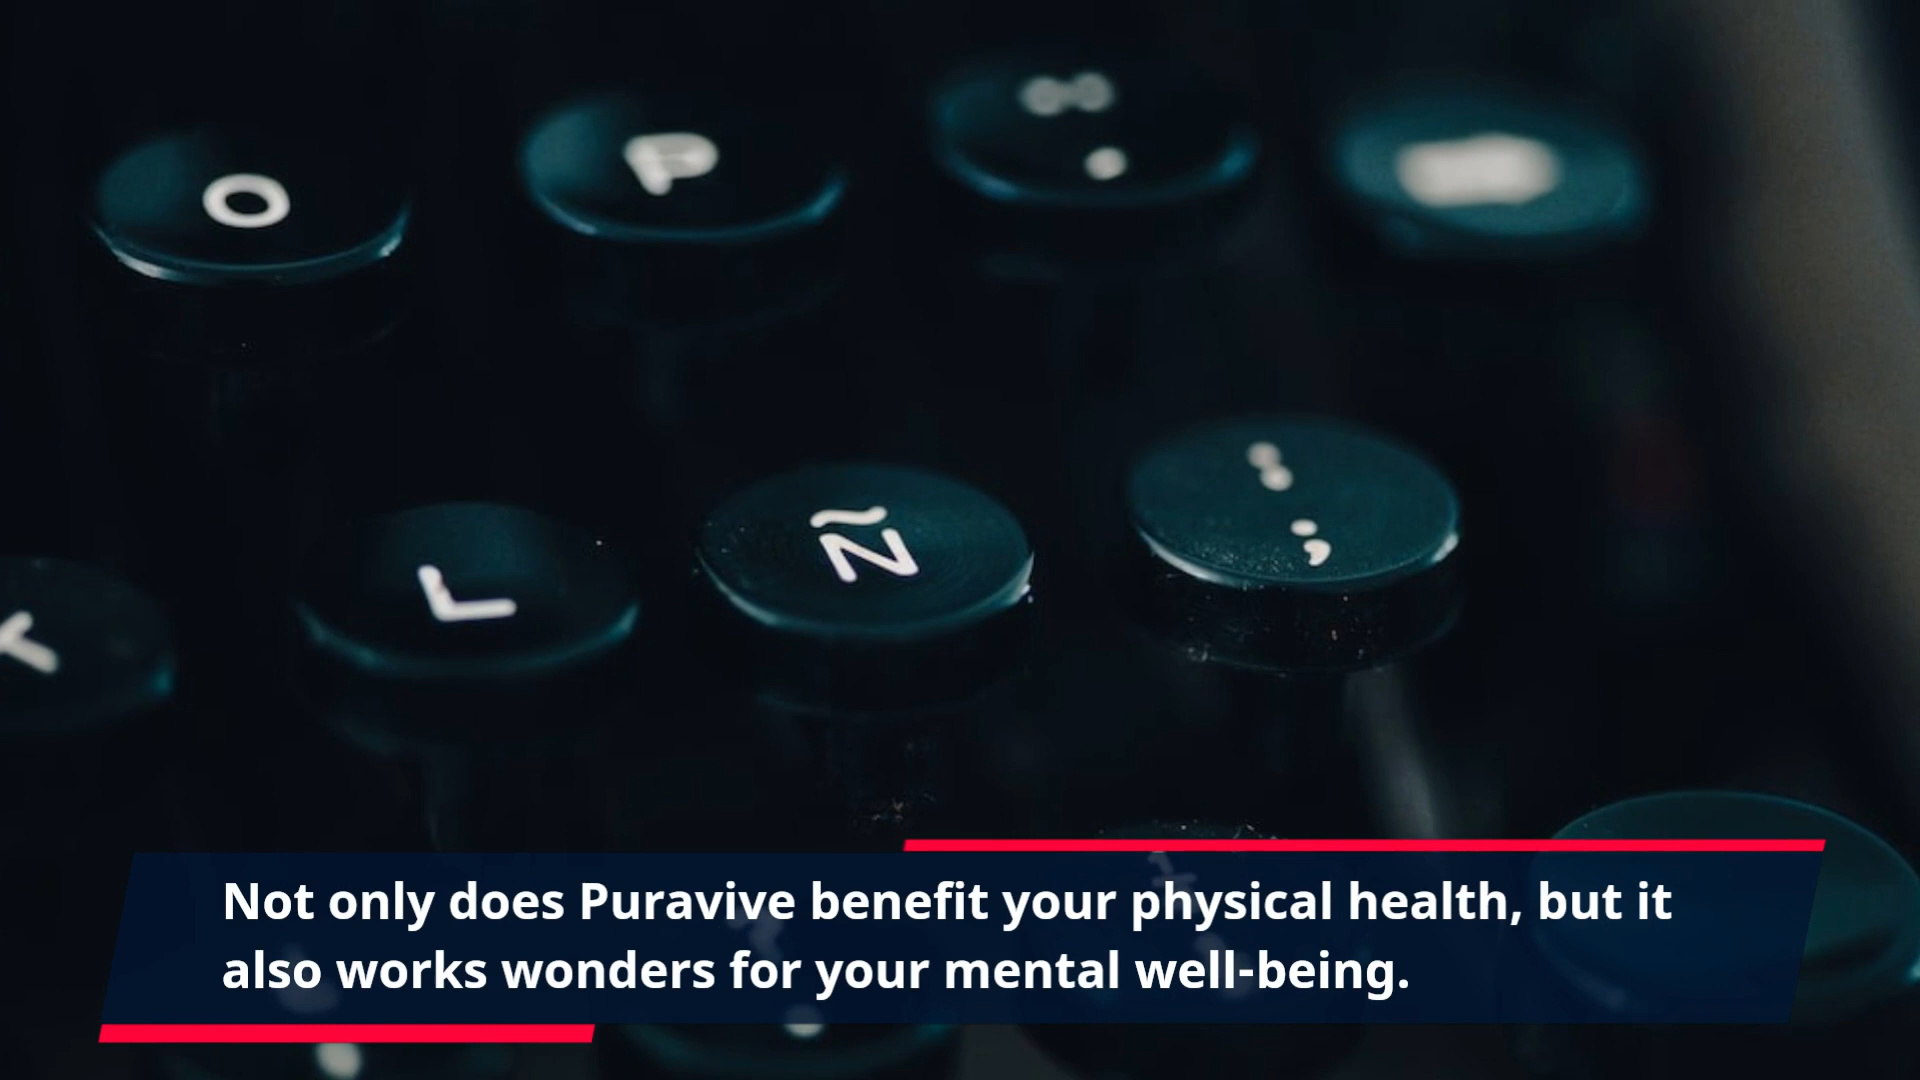 O
P
L
Ñ
Not only does Puravive benefit your physical health, but it
also works wonders for your mental well-being.